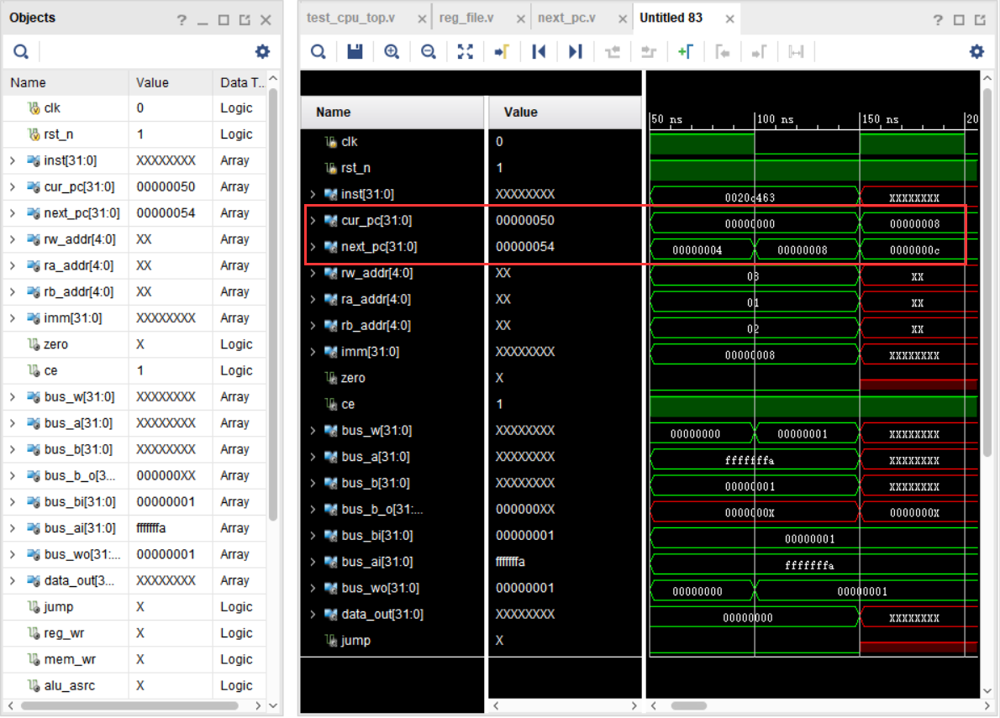 Objects
Name Value Data T...
clk 0 Logic
rst_n 1 Logic
inst[31:0] XXXXXXXX Array
cur_pc[31:0] 00000050 Array
next_pc[31:0] 00000054 Array
rw_addr[4:0] XX Array
ra_addr[4:0] XX Array
rb_addr[4:0] XX Array
imm[31:0] XXXXXXXX Array
zero X Logic
ce 1 Logic
bus_w[31:0] XXXXXXXX Array
bus_a[31:0] XXXXXXXX Array
bus_b[31:0] XXXXXXXX Array
bus_b_o[3... 000000XX Array
bus_bi[31:0] 00000001 Array
bus_ai[31:0] fffffffa Array
bus_wo[31:... 00000001 Array
data_out[3... XXXXXXXX Array
jump X Logic
reg_wr X Logic
mem_wr X Logic
alu_asrc X Logic
test_cpu_top.v reg_file.v next_pc.v Untitled 83
Name Value
50 ns 100 ns 150 ns 20
clk 0
rst_n 1
inst[31:0] XXXXXXXX 0020c463 XXXXXXXX
cur_pc[31:0] 00000050 00000000 00000008
next_pc[31:0] 00000054 00000004 00000008 0000000c
rw_addr[4:0] XX 08 XX
ra_addr[4:0] XX 01 XX
rb_addr[4:0] XX 02 XX
imm[31:0] XXXXXXXX 00000008 XXXXXXXX
zero X
ce 1
bus_w[31:0] XXXXXXXX 00000000 00000001 XXXXXXXX
bus_a[31:0] XXXXXXXX fffffffa XXXXXXXX
bus_b[31:0] XXXXXXXX 00000001 XXXXXXXX
bus_b_o[31:... 000000XX 0000000X 0000000X
bus_bi[31:0] 00000001 00000001
bus_ai[31:0] fffffffa fffffffa
bus_wo[31:0] 00000001 00000000 00000001
data_out[31:0] XXXXXXXX 00000000 XXXXXXXX
jump X